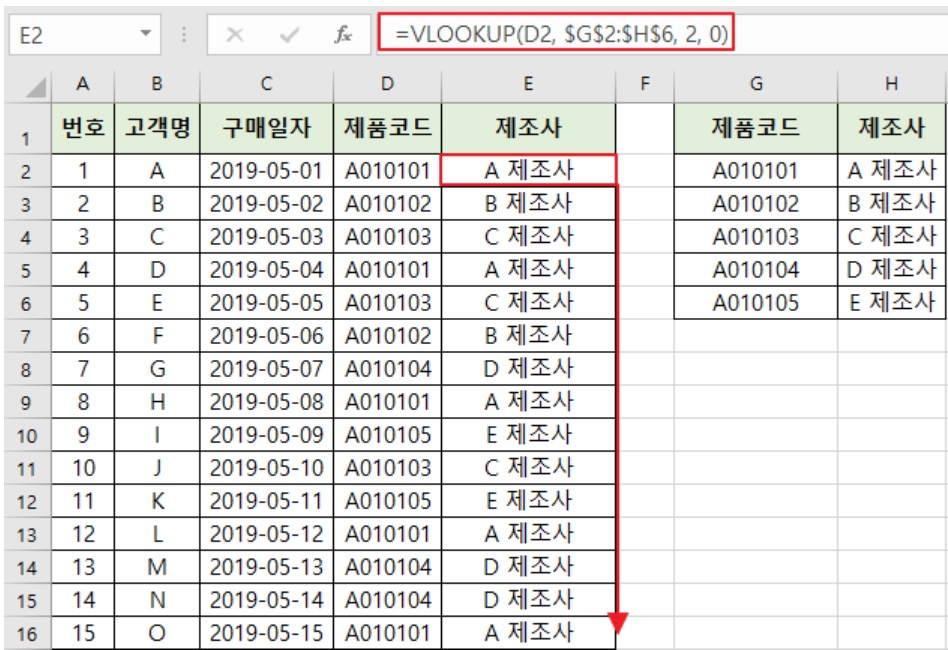 E2 fx =VLOOKUP(D2, $G$2:$H$6, 2, 0)
A B C D E F G H
1 번호 고객명 구매일자 제품코드 제조사 제품코드 제조사
2 1 A 2019-05-01 A010101 A 제조사 A010101 A 제조사
3 2 B 2019-05-02 A010102 B 제조사 A010102 B 제조사
4 3 C 2019-05-03 A010103 C 제조사 A010103 C 제조사
5 4 D 2019-05-04 A010101 A 제조사 A010104 D 제조사
6 5 E 2019-05-05 A010103 C 제조사 A010105 E 제조사
7 6 F 2019-05-06 A010102 B 제조사
8 7 G 2019-05-07 A010104 D 제조사
9 8 H 2019-05-08 A010101 A 제조사
10 9 I 2019-05-09 A010105 E 제조사
11 10 J 2019-05-10 A010103 C 제조사
12 11 K 2019-05-11 A010105 E 제조사
13 12 L 2019-05-12 A010101 A 제조사
14 13 M 2019-05-13 A010104 D 제조사
15 14 N 2019-05-14 A010104 D 제조사
16 15 O 2019-05-15 A010101 A 제조사